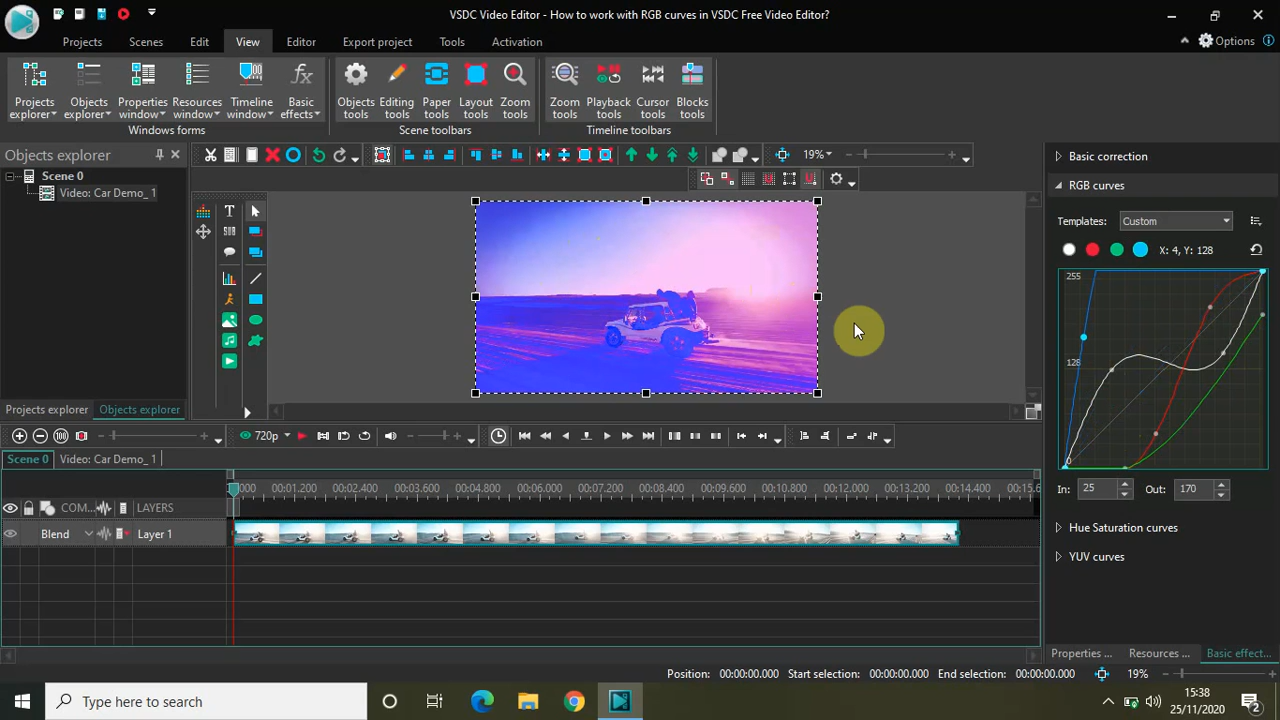 VSDC Video Editor - How to work with RGB curves in VSDC Free Video Editor?
Projects Scenes Edit View Editor Export project Tools Activation Options
Projects explorer
Objects explorer
Properties window
Resources window
Timeline window
Basic effects
Windows forms
Objects tools
Editing tools
Paper tools
Layout tools
Zoom tools
Scene toolbars
Zoom tools
Playback tools
Cursor tools
Blocks tools
Timeline toolbars
Objects explorer
19%
Scene 0
Video: Car Demo_1
Projects explorer Objects explorer
Basic correction
RGB curves
Templates: Custom
X: 4, Y: 128
255
128
0
In: 25 Out: 170
Hue Saturation curves
YUV curves
720p
Scene 0 Video: Car Demo_1
000 00:01.200 00:02.400 00:03.600 00:04.800 00:06.000 00:07.200 00:08.400 00:09.600 00:10.800 00:12.000 00:13.200 00:14.400 00:15.6
COM... LAYERS
Blend Layer 1
Properties ... Resources ... Basic effect...
Position: 00:00:00.000 Start selection: 00:00:00.000 End selection: 00:00:00.000 19%
Type here to search
15:38
25/11/2020
2